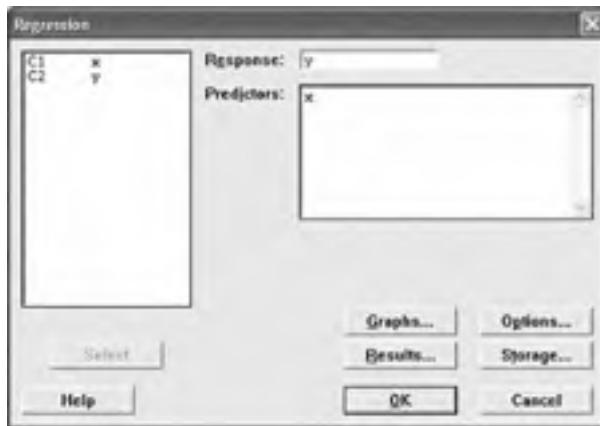 Regression
C1 x
C2 y
Response: y
Predictors:
x
Graphs... Options...
Select
Results... Storage...
Help
OK Cancel